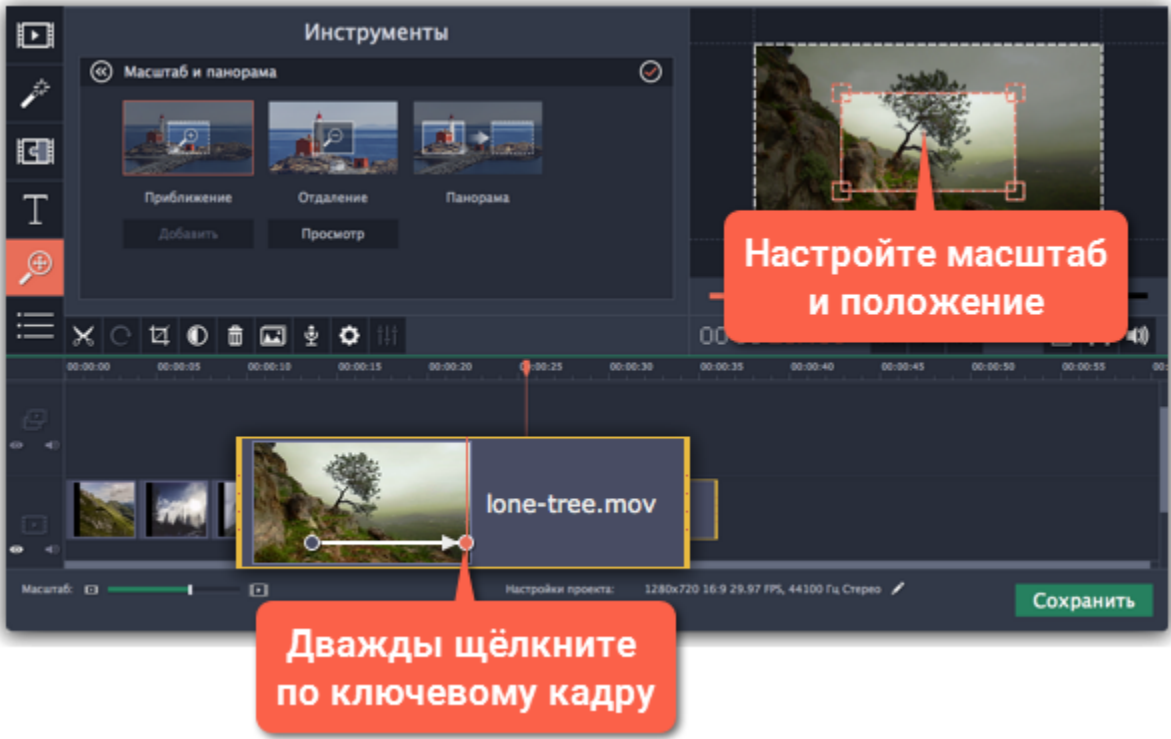 Инструменты
Масштаб и панорама
Приближение
Отдаление
Панорама
Добавить
Просмотр
T
Настройте масштаб
и положение
00
00:00:00 00:00:05 00:00:10 00:00:15 00:00:20 00:00:25 00:00:30 00:00:35 00:00:40 00:00:45 00:00:50 00:00:55 00:
lone-tree.mov
Масштаб:
Настройки проекта: 1280x720 16:9 29.97 FPS, 44100 Гц Стерео
Сохранить
Дважды щёлкните
по ключевому кадру